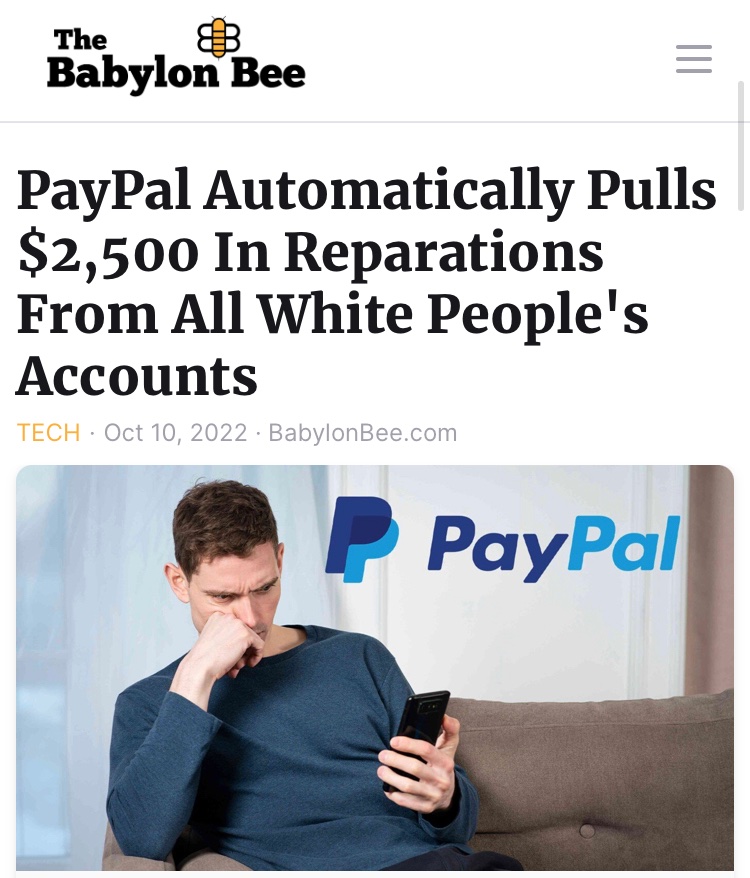 The
Babylon Bee
PayPal Automatically Pulls
$2,500 In Reparations
From All White People's
Accounts
TECH · Oct 10, 2022 · BabylonBee.com
PayPal